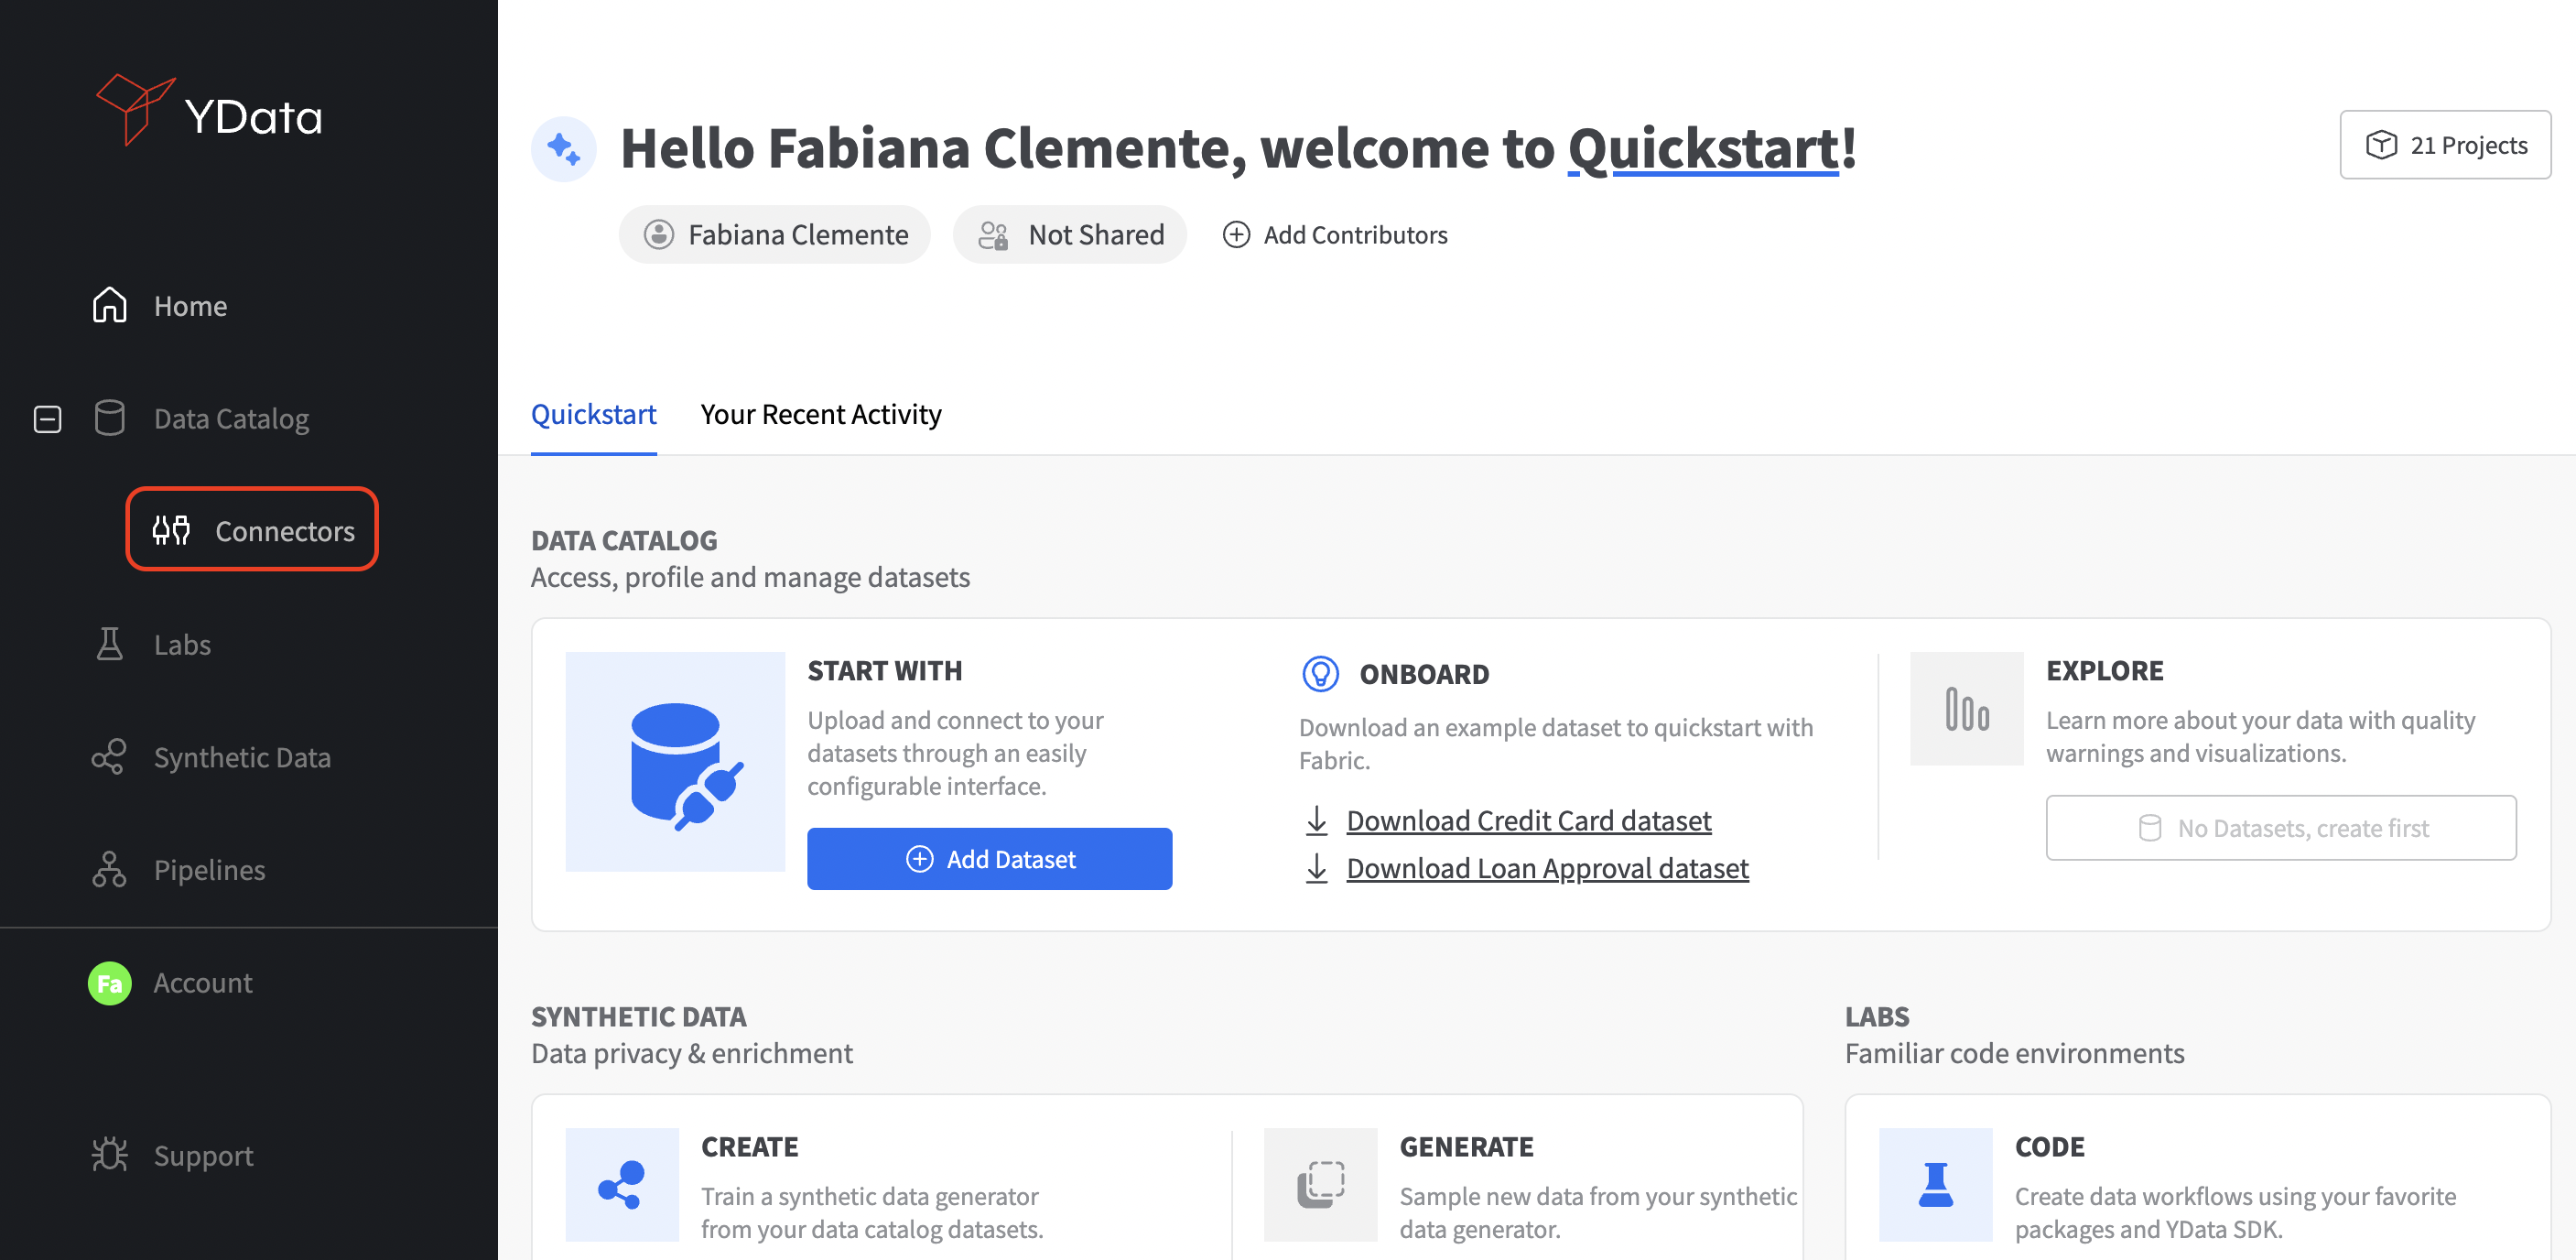 YData
Home
Data Catalog
Connectors
Labs
Synthetic Data
Pipelines
Fa Account
Support
Hello Fabiana Clemente, welcome to Quickstart!
21 Projects
Fabiana Clemente
Not Shared
Add Contributors
Quickstart
Your Recent Activity
DATA CATALOG
Access, profile and manage datasets
START WITH
Upload and connect to your
datasets through an easily
configurable interface.
Add Dataset
ONBOARD
Download an example dataset to quickstart with
Fabric.
Download Credit Card dataset
Download Loan Approval dataset
EXPLORE
Learn more about your data with quality
warnings and visualizations.
No Datasets, create first
SYNTHETIC DATA
Data privacy & enrichment
CREATE
Train a synthetic data generator
from your data catalog datasets.
GENERATE
Sample new data from your synthetic
data generator.
LABS
Familiar code environments
CODE
Create data workflows using your favorite
packages and YData SDK.